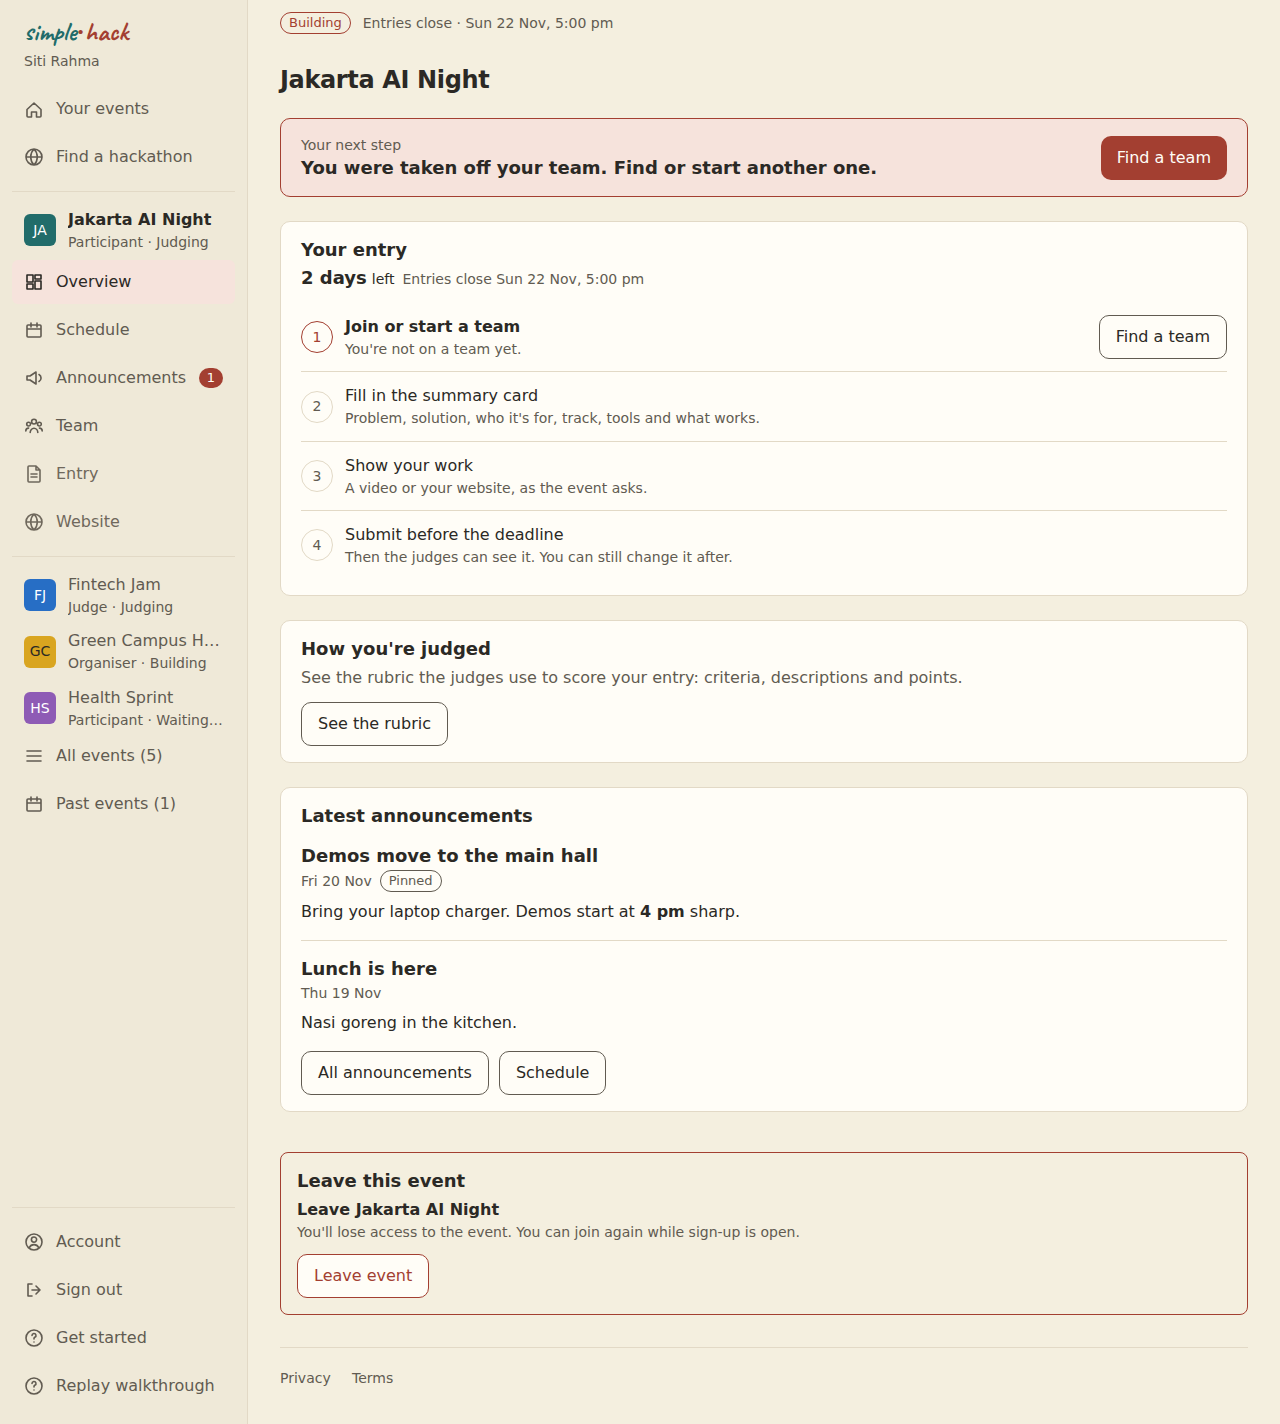 simple·hack
Siti Rahma
Your events
Find a hackathon
JA
Jakarta AI Night
Participant · Judging
Overview
Schedule
Announcements 1
Team
Entry
Website
FJ
Fintech Jam
Judge · Judging
GC
Green Campus H…
Organiser · Building
HS
Health Sprint
Participant · Waiting…
All events (5)
Past events (1)
Account
Sign out
Get started
Replay walkthrough
Building Entries close · Sun 22 Nov, 5:00 pm
Jakarta AI Night
Your next step
You were taken off your team. Find or start another one.
Find a team
Your entry
2 days left Entries close Sun 22 Nov, 5:00 pm
1
Join or start a team
You're not on a team yet.
Find a team
2
Fill in the summary card
Problem, solution, who it's for, track, tools and what works.
3
Show your work
A video or your website, as the event asks.
4
Submit before the deadline
Then the judges can see it. You can still change it after.
How you're judged
See the rubric the judges use to score your entry: criteria, descriptions and points.
See the rubric
Latest announcements
Demos move to the main hall
Fri 20 Nov Pinned
Bring your laptop charger. Demos start at 4 pm sharp.
Lunch is here
Thu 19 Nov
Nasi goreng in the kitchen.
All announcements Schedule
Leave this event
Leave Jakarta AI Night
You'll lose access to the event. You can join again while sign-up is open.
Leave event
Privacy Terms